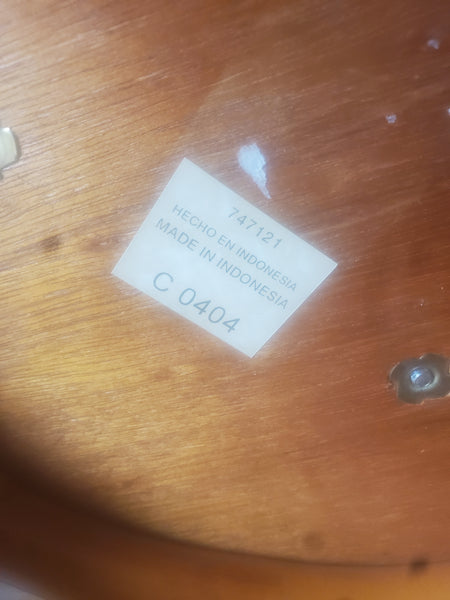 747121
HECHO EN INDONESIA
MADE IN INDONESIA
C 0404